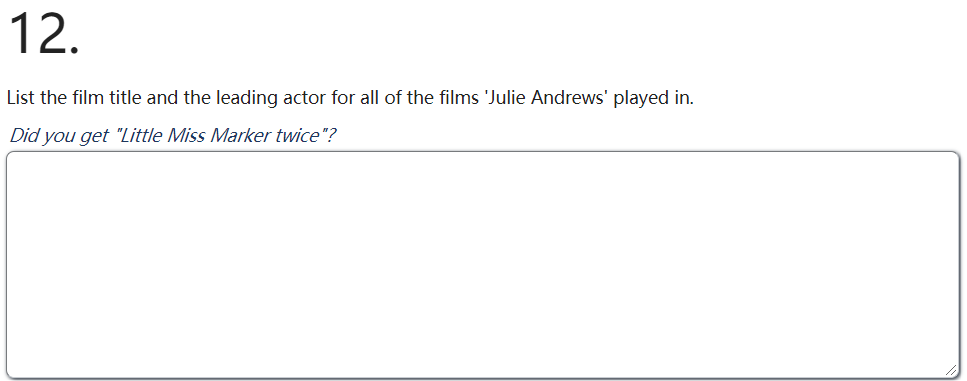 12.
List the film title and the leading actor for all of the films 'Julie Andrews' played in.
Did you get "Little Miss Marker twice"?